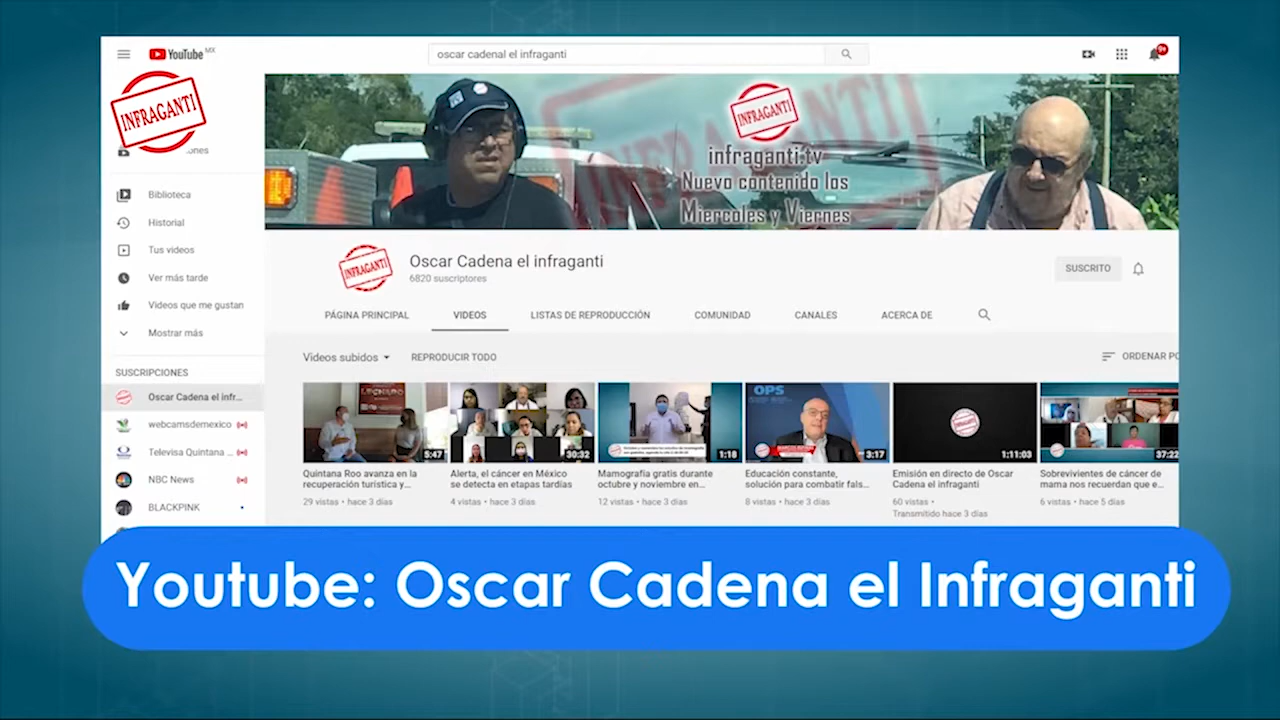 YouTube MX
oscar cadenal el infraganti
9+
INFRAGANTI
ones
Biblioteca
Historial
Tus videos
Ver más tarde
Videos que me gustan
Mostrar más
SUSCRIPCIONES
Oscar Cadena el infr...
webcamsdemexico
Televisa Quintana ...
NBC News
BLACKPINK
INFRAGANTI
INFRAGANTI
infraganti.tv
Nuevo contenido los
Miercoles y Viernes
INFRAGANTI
Oscar Cadena el infraganti
6820 suscriptores
SUSCRITO
PÁGINA PRINCIPAL
VIDEOS
LISTAS DE REPRODUCCIÓN
COMUNIDAD
CANALES
ACERCA DE
Videos subidos
REPRODUCIR TODO
ORDENAR PO
5:47
Quintana Roo avanza en la
recuperación turística y...
29 vistas • hace 3 días
30:32
Alerta, el cáncer en México
se detecta en etapas tardías
4 vistas • hace 3 días
1:18
Mamografía gratis durante
octubre y noviembre en...
12 vistas • hace 3 días
OPS
3:17
Educación constante,
solución para combatir fals...
8 vistas • hace 3 días
1:11:03
Emisión en directo de Oscar
Cadena el infraganti
60 vistas •
Transmitido hace 3 días
37:22
Sobrevivientes de cáncer de
mama nos recuerdan que e...
6 vistas • hace 5 días
Youtube: Oscar Cadena el Infraganti